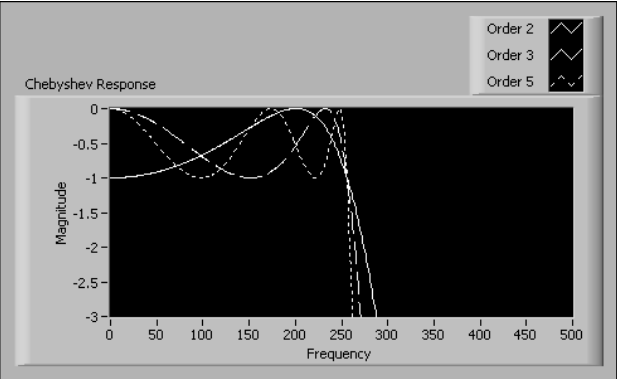 Order 2
Order 3
Order 5
Chebyshev Response
Magnitude
0
-0.5
-1
-1.5
-2
-2.5
-3
0 50 100 150 200 250 300 350 400 450 500
Frequency